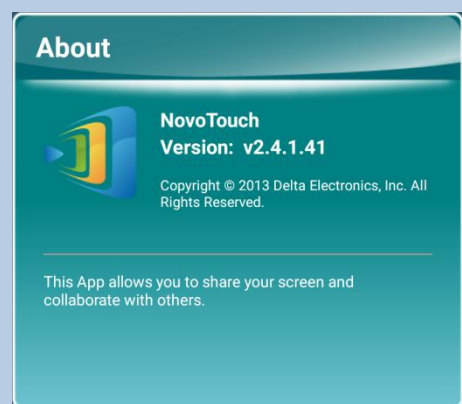 About
NovoTouch
Version: v2.4.1.41
Copyright © 2013 Delta Electronics, Inc. All
Rights Reserved.
This App allows you to share your screen and
collaborate with others.